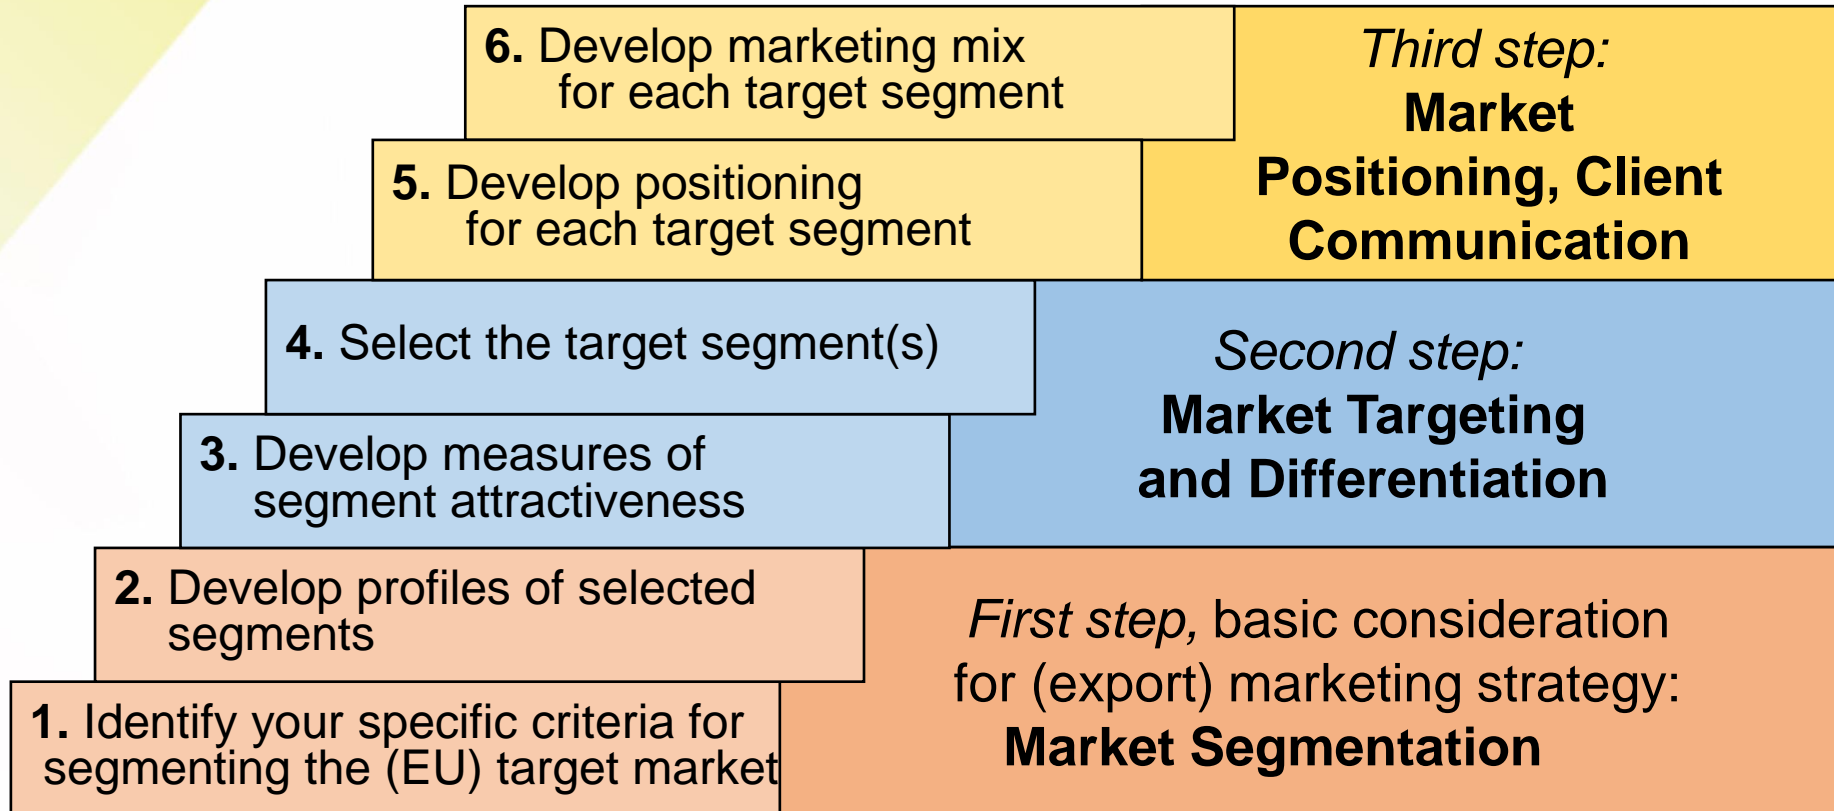 6. Develop marketing mix
for each target segment
Third step:
Market
Positioning, Client
Communication
5. Develop positioning
for each target segment
4. Select the target segment(s)
Second step:
Market Targeting
and Differentiation
3. Develop measures of
segment attractiveness
2. Develop profiles of selected
segments
First step, basic consideration
for (export) marketing strategy:
Market Segmentation
1. Identify your specific criteria for
segmenting the (EU) target market